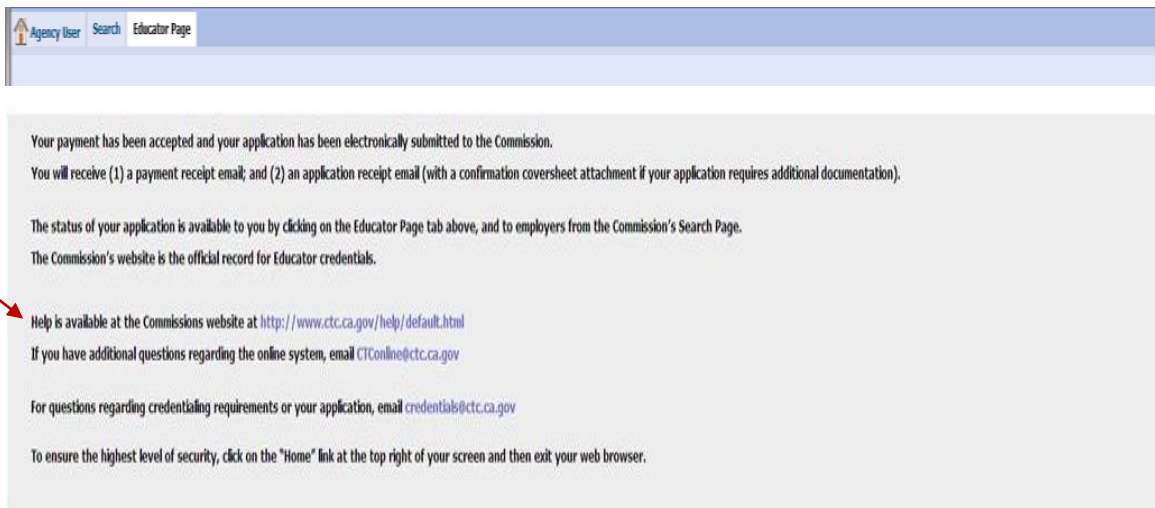 Agency User Search Educator Page
Your payment has been accepted and your application has been electronically submitted to the Commission.
You will receive (1) a payment receipt email; and (2) an application receipt email (with a confirmation coversheet attachment if your application requires additional documentation).
The status of your application is available to you by clicking on the Educator Page tab above, and to employers from the Commission's Search Page.
The Commission's website is the official record for Educator credentials.
Help is available at the Commissions website at http://www.ctc.ca.gov/help/default.html
If you have additional questions regarding the online system, email CTConline@ctc.ca.gov
For questions regarding credentialing requirements or your application, email credentials@ctc.ca.gov
To ensure the highest level of security, click on the "Home" link at the top right of your screen and then exit your web browser.